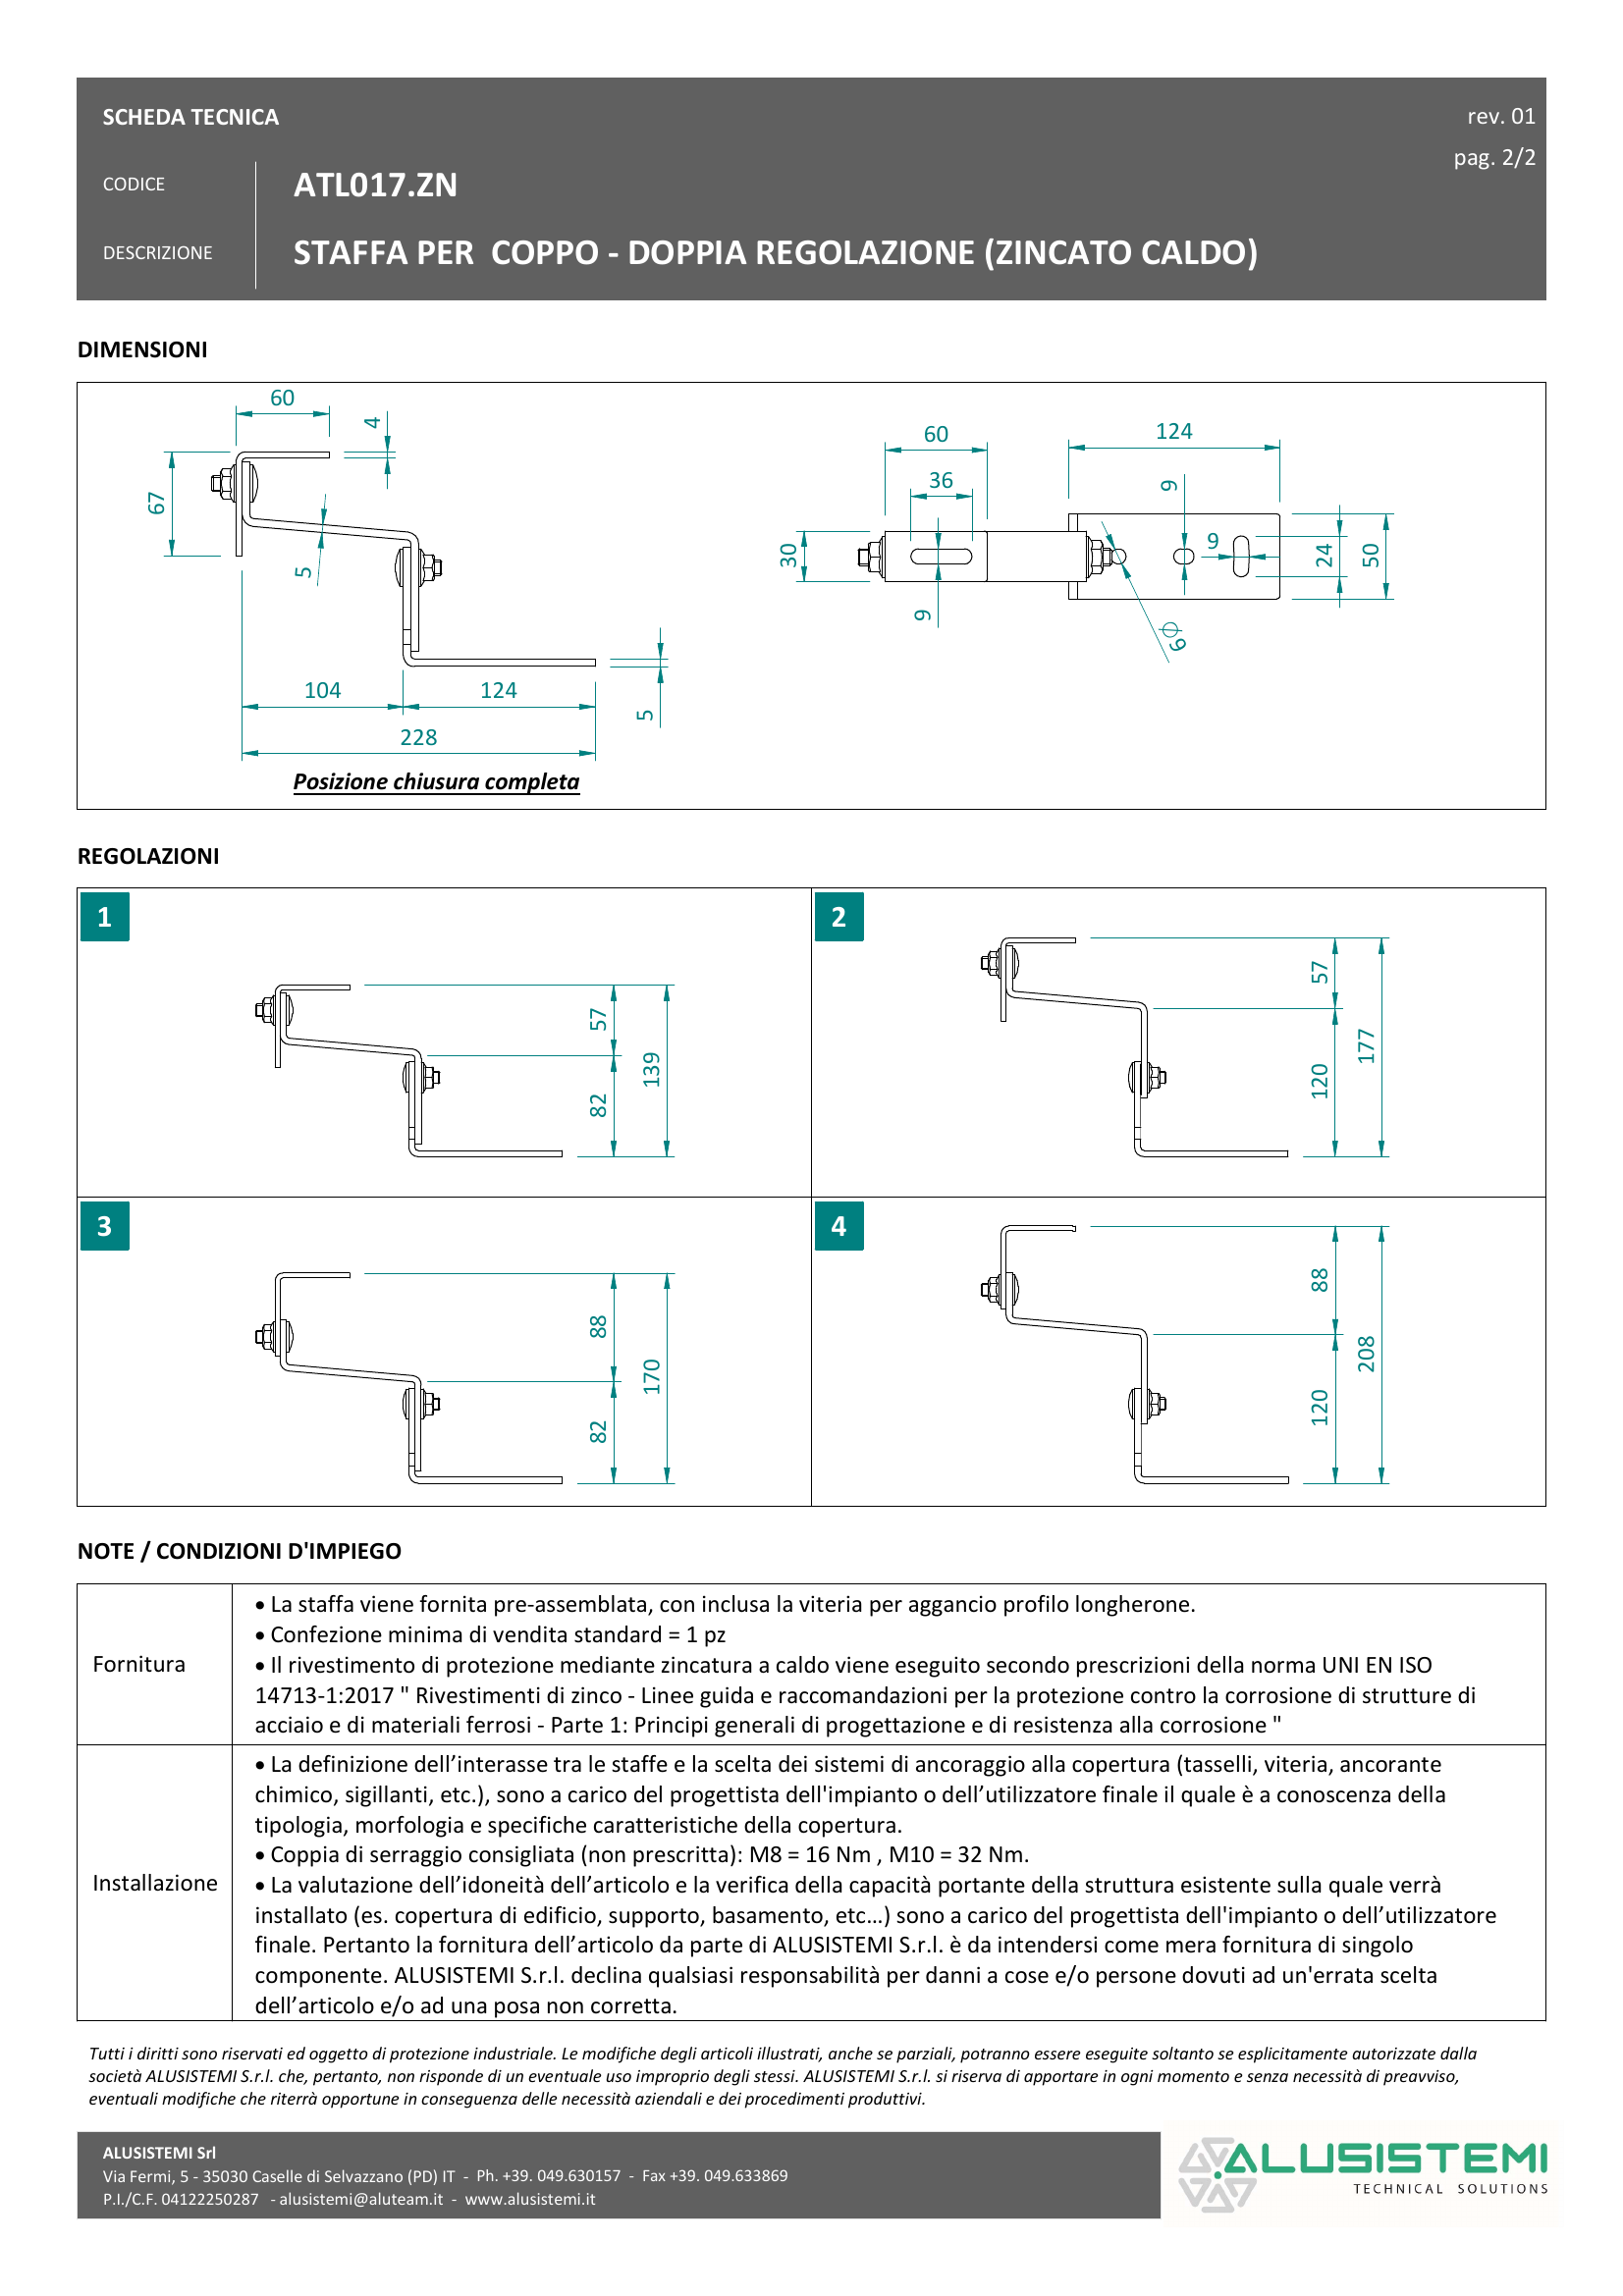 SCHEDA TECNICA
rev. 01
pag. 2/2
CODICE
ATL017.ZN
DESCRIZIONE
STAFFA PER  COPPO - DOPPIA REGOLAZIONE (ZINCATO CALDO)
DIMENSIONI
60
4
67
5
104
124
228
5
Posizione chiusura completa
60
36
30
9
124
9
9
24
50
⌀9
REGOLAZIONI
1
57
139
82
2
57
177
120
3
88
170
82
4
88
208
120
NOTE / CONDIZIONI D'IMPIEGO
Fornitura
• La staffa viene fornita pre-assemblata, con inclusa la viteria per aggancio profilo longherone.
• Confezione minima di vendita standard = 1 pz
• Il rivestimento di protezione mediante zincatura a caldo viene eseguito secondo prescrizioni della norma UNI EN ISO
14713-1:2017 " Rivestimenti di zinco - Linee guida e raccomandazioni per la protezione contro la corrosione di strutture di
acciaio e di materiali ferrosi - Parte 1: Principi generali di progettazione e di resistenza alla corrosione "
Installazione
• La definizione dell’interasse tra le staffe e la scelta dei sistemi di ancoraggio alla copertura (tasselli, viteria, ancorante
chimico, sigillanti, etc.), sono a carico del progettista dell'impianto o dell’utilizzatore finale il quale è a conoscenza della
tipologia, morfologia e specifiche caratteristiche della copertura.
• Coppia di serraggio consigliata (non prescritta): M8 = 16 Nm , M10 = 32 Nm.
• La valutazione dell’idoneità dell’articolo e la verifica della capacità portante della struttura esistente sulla quale verrà
installato (es. copertura di edificio, supporto, basamento, etc…) sono a carico del progettista dell'impianto o dell’utilizzatore
finale. Pertanto la fornitura dell’articolo da parte di ALUSISTEMI S.r.l. è da intendersi come mera fornitura di singolo
componente. ALUSISTEMI S.r.l. declina qualsiasi responsabilità per danni a cose e/o persone dovuti ad un'errata scelta
dell’articolo e/o ad una posa non corretta.
Tutti i diritti sono riservati ed oggetto di protezione industriale. Le modifiche degli articoli illustrati, anche se parziali, potranno essere eseguite soltanto se esplicitamente autorizzate dalla
società ALUSISTEMI S.r.l. che, pertanto, non risponde di un eventuale uso improprio degli stessi. ALUSISTEMI S.r.l. si riserva di apportare in ogni momento e senza necessità di preavviso,
eventuali modifiche che riterrà opportune in conseguenza delle necessità aziendali e dei procedimenti produttivi.
ALUSISTEMI Srl
Via Fermi, 5 - 35030 Caselle di Selvazzano (PD) IT  -  Ph. +39. 049.630157  -  Fax +39. 049.633869
P.I./C.F. 04122250287   - alusistemi@aluteam.it  -  www.alusistemi.it
ALUSISTEMI
TECHNICAL SOLUTIONS